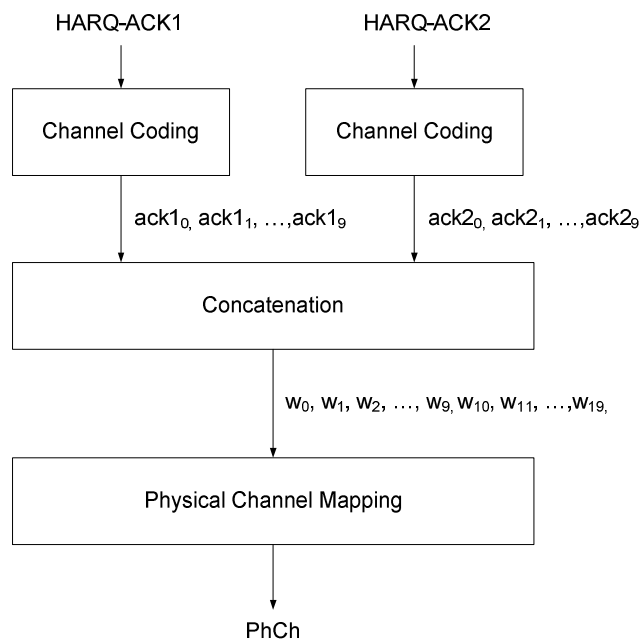 HARQ-ACK1 HARQ-ACK2
Channel Coding Channel Coding
ack1₀, ack1₁, …,ack1₉ ack2₀, ack2₁, …,ack2₉
Concatenation
w₀, w₁, w₂, …, w₉, w₁₀, w₁₁, …,w₁₉,
Physical Channel Mapping
PhCh